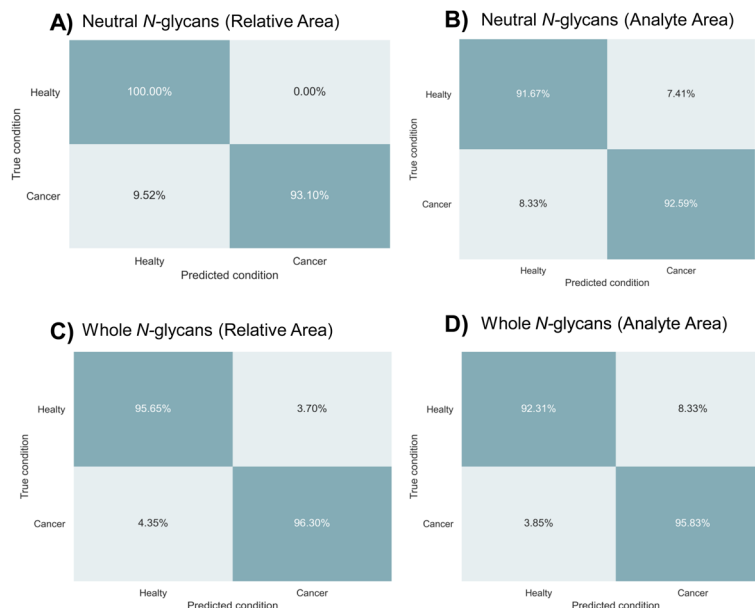 A) Neutral N-glycans (Relative Area)
True condition
Healty
100.00%
0.00%
Cancer
9.52%
93.10%
Healty
Cancer
Predicted condition
B) Neutral N-glycans (Analyte Area)
True condition
Healty
91.67%
7.41%
Cancer
8.33%
92.59%
Healty
Cancer
Predicted condition
C) Whole N-glycans (Relative Area)
True condition
Healty
95.65%
3.70%
Cancer
4.35%
96.30%
Healty
Cancer
Predicted condition
D) Whole N-glycans (Analyte Area)
True condition
Healty
92.31%
8.33%
Cancer
3.85%
95.83%
Healty
Cancer
Predicted condition